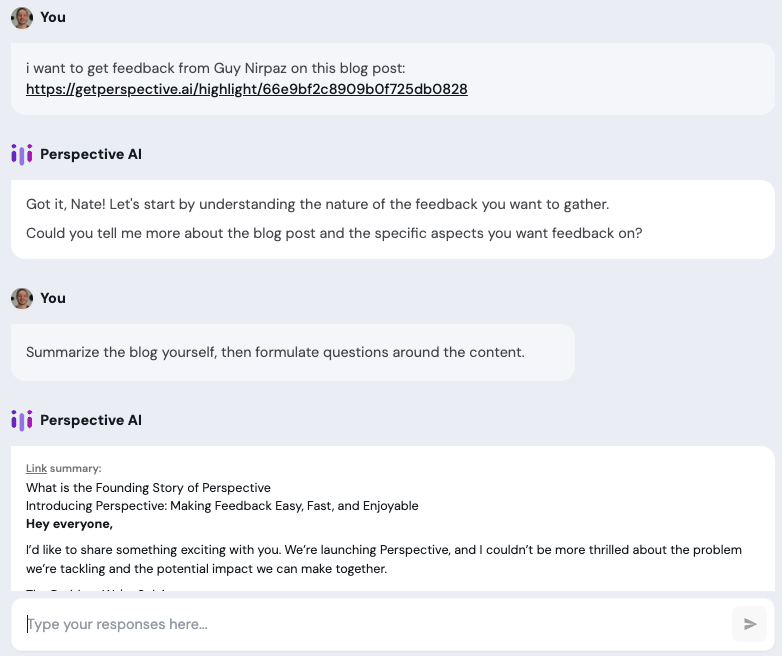 You
i want to get feedback from Guy Nirpaz on this blog post:
https://getperspective.ai/highlight/66e9bf2c8909b0f725db0828
Perspective AI
Got it, Nate! Let's start by understanding the nature of the feedback you want to gather.
Could you tell me more about the blog post and the specific aspects you want feedback on?
You
Summarize the blog yourself, then formulate questions around the content.
Perspective AI
Link summary:
What is the Founding Story of Perspective
Introducing Perspective: Making Feedback Easy, Fast, and Enjoyable
Hey everyone,
I’d like to share something exciting with you. We’re launching Perspective, and I couldn’t be more thrilled about the problem
we’re tackling and the potential impact we can make together.
Type your responses here...